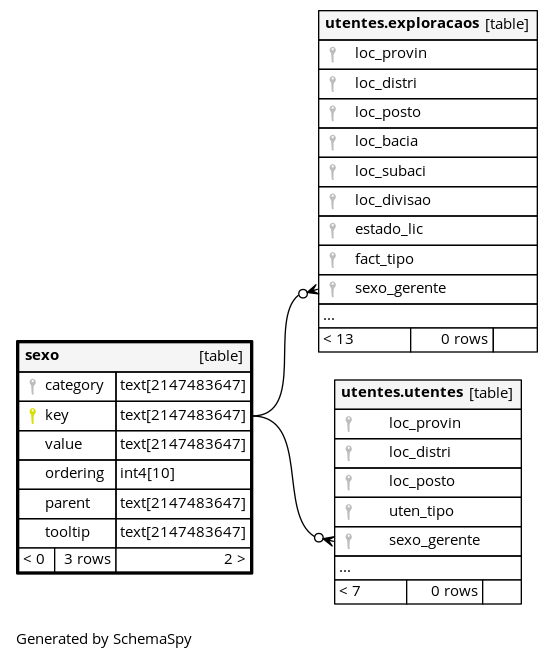 utentes.exploracaos [table]
loc_provin
loc_distri
loc_posto
loc_bacia
loc_subaci
loc_divisao
estado_lic
fact_tipo
sexo_gerente
...
< 13 0 rows
sexo [table]
category text[2147483647]
key text[2147483647]
value text[2147483647]
ordering int4[10]
parent text[2147483647]
tooltip text[2147483647]
< 0 3 rows 2 >
utentes.utentes [table]
loc_provin
loc_distri
loc_posto
uten_tipo
sexo_gerente
...
< 7 0 rows
Generated by SchemaSpy